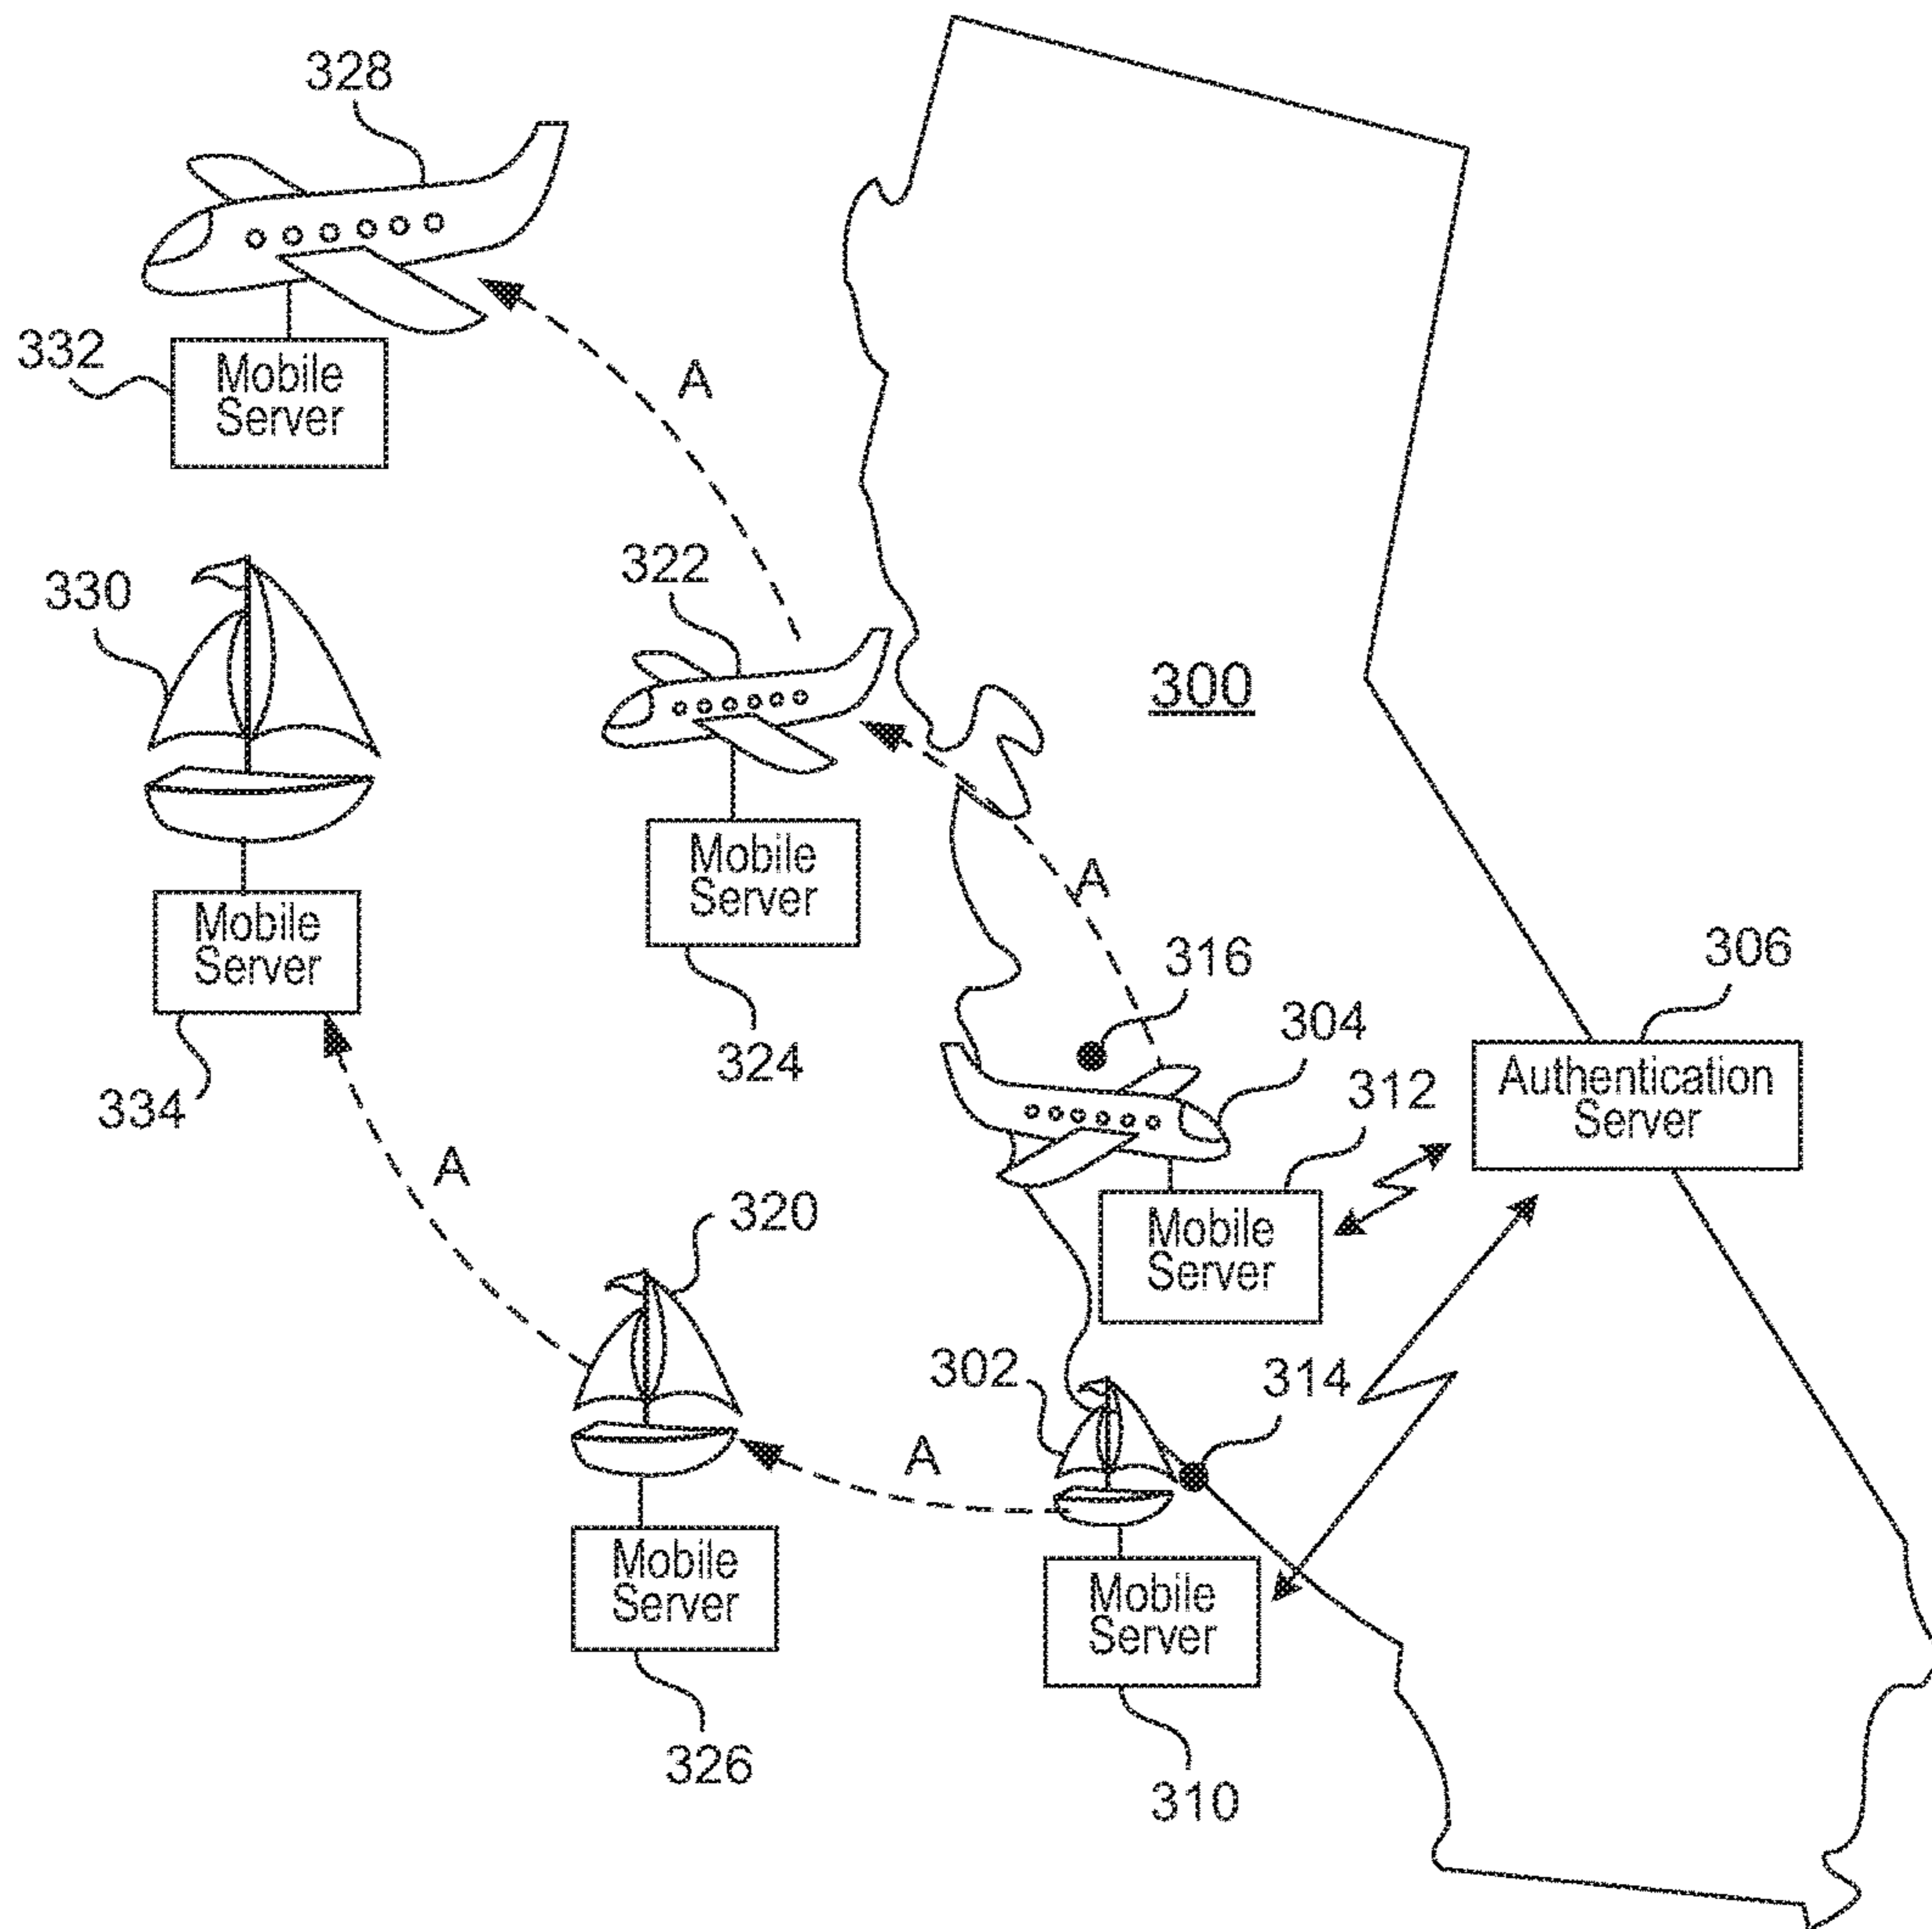 328
332
Mobile
Server
A
322
330
300
Mobile
Server
A
Mobile
Server
316
306
304
324
312
Authentication
Server
334
A
320
Mobile
Server
302
314
A
Mobile
Server
Mobile
Server
326
310